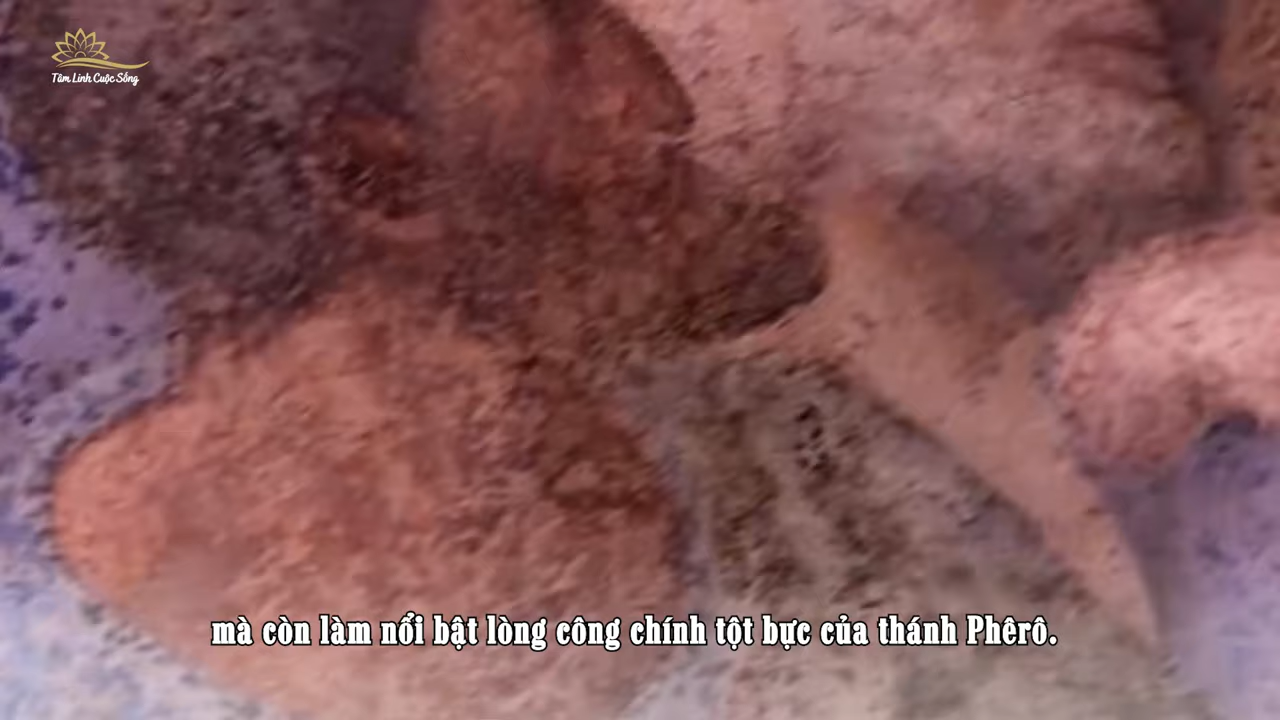 Tâm Linh Cuộc Sống
mà còn làm nổi bật lòng công chính tột bực của thánh Phêrô.